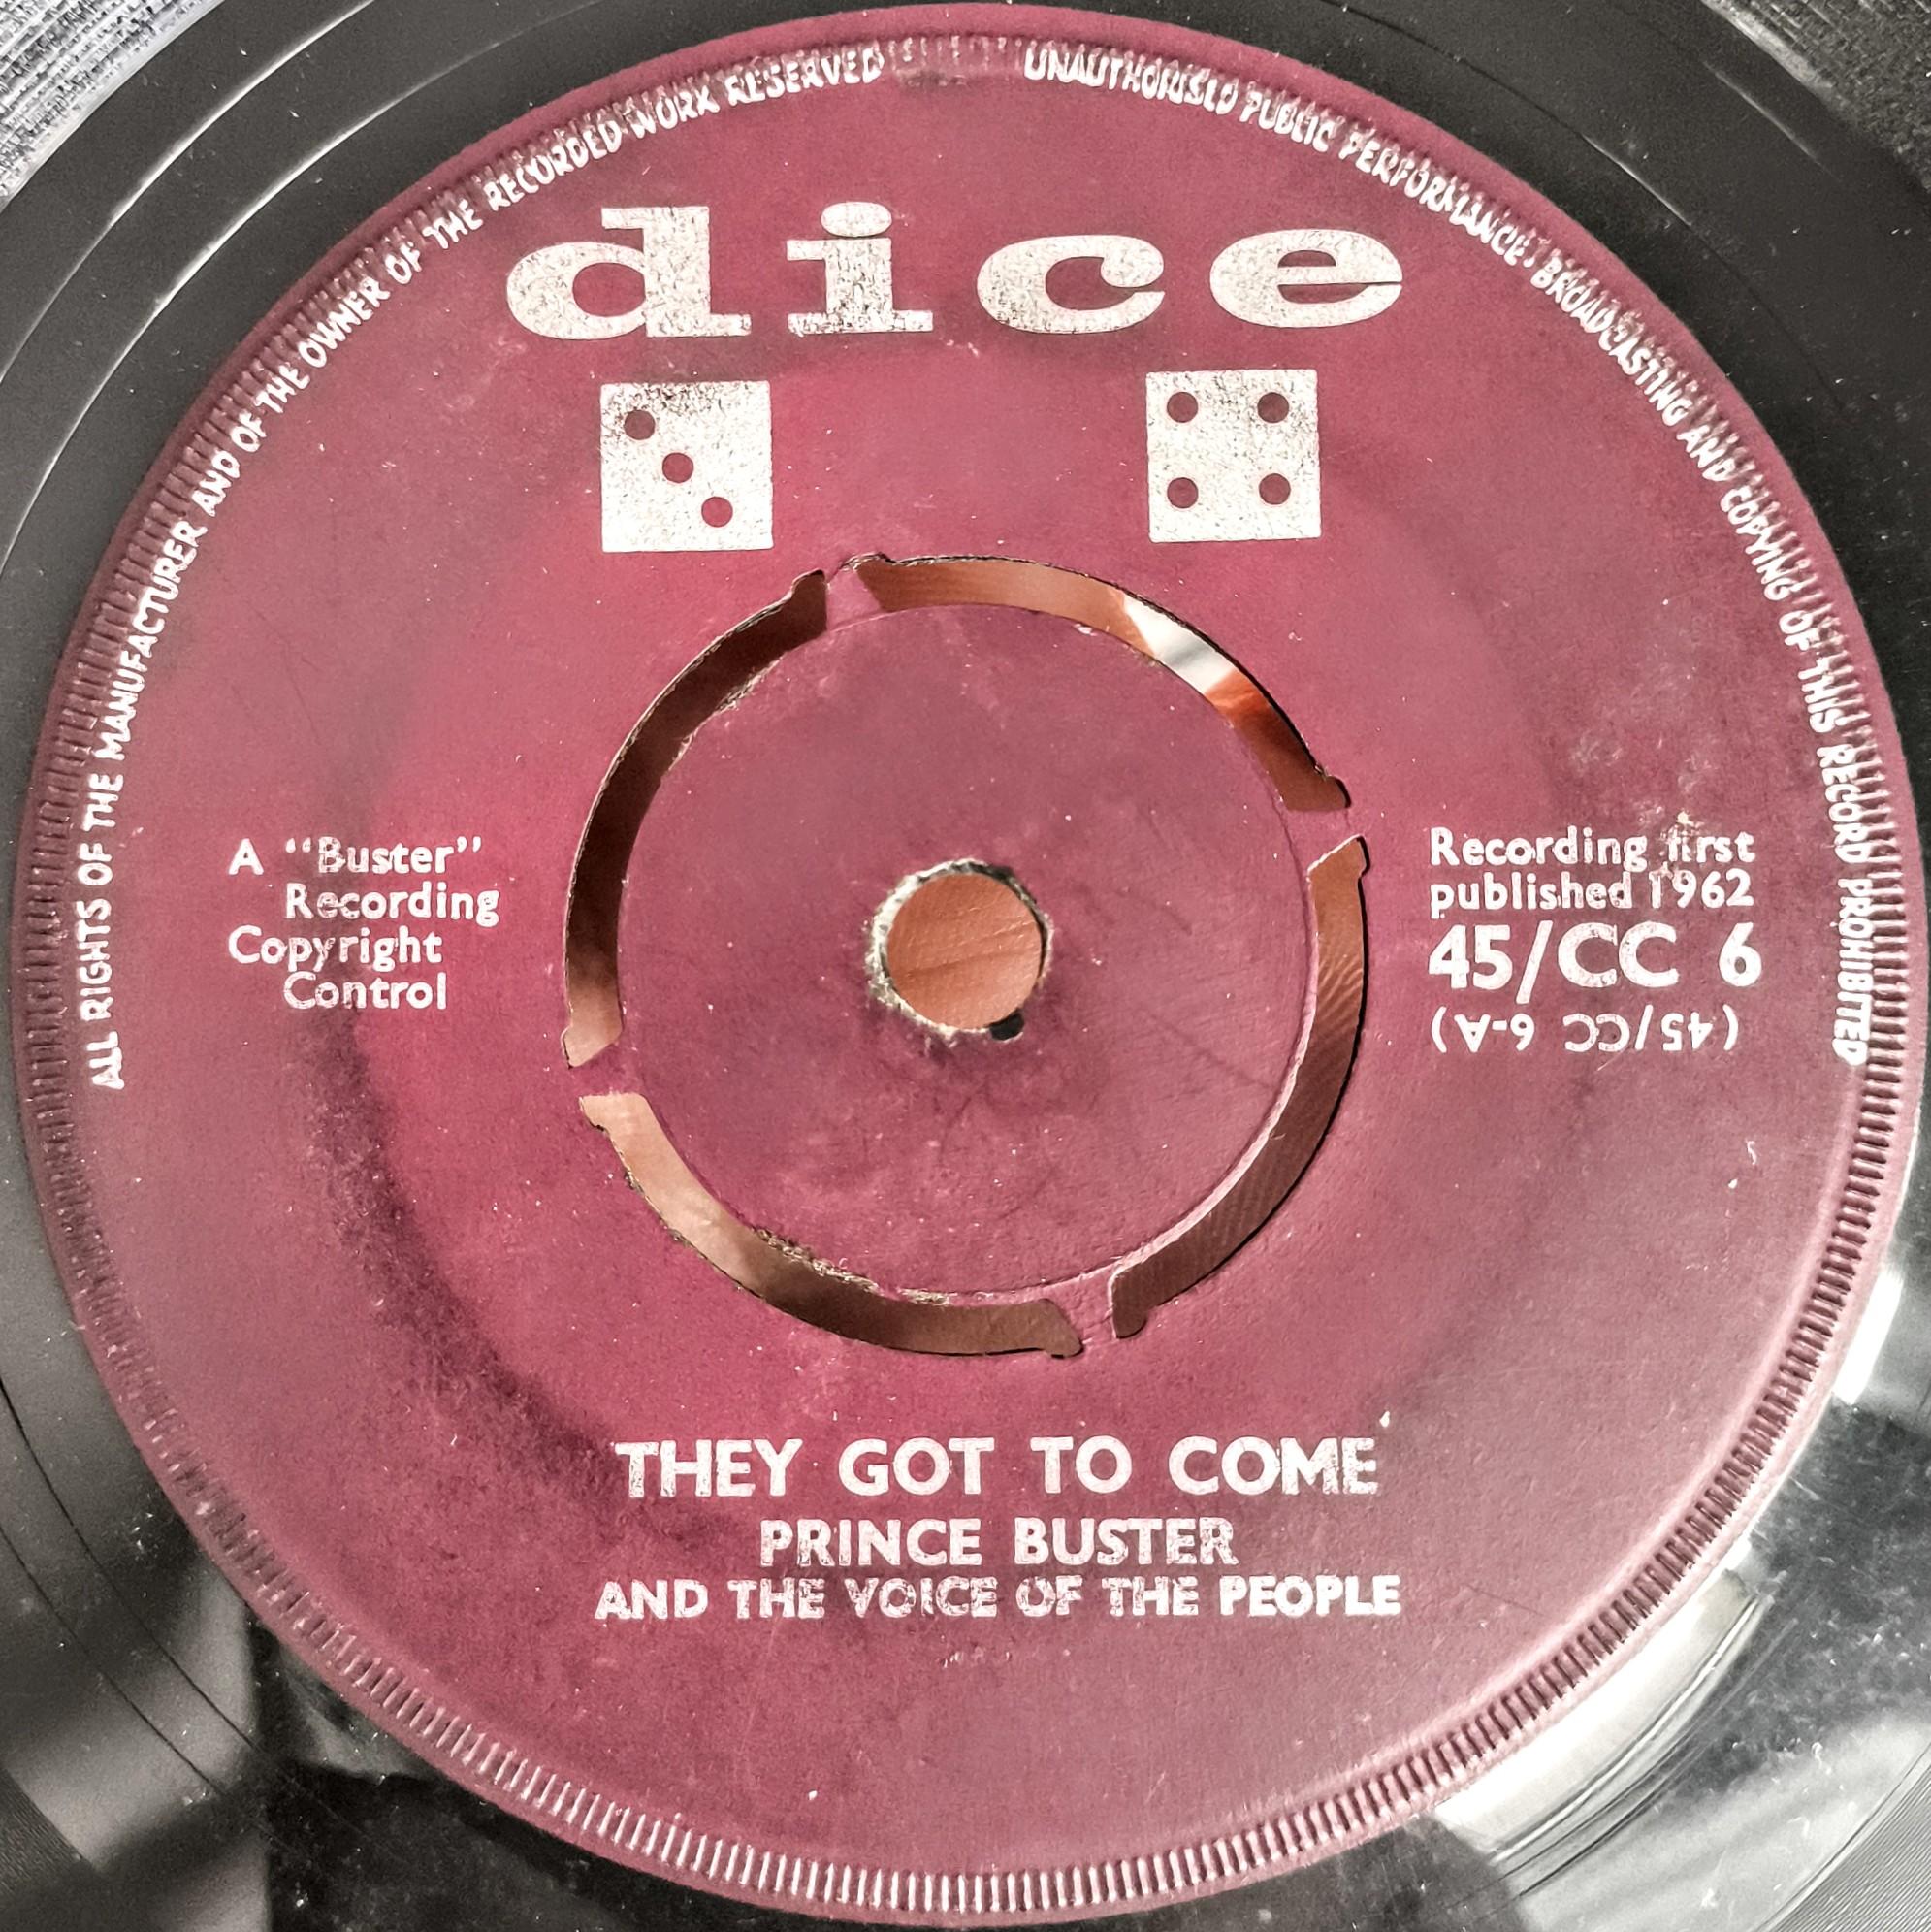 ALL RIGHTS OF THE MANUFACTURER AND OF THE OWNER OF THE RECORDED WORK RESERVED
UNAUTHORISED PUBLIC PERFORMANCE BROADCASTING AND COPYING OF THIS RECORD PROHIBITED
dice
A "Buster"
Recording
Copyright
Control
Recording first
published 1962
45/CC 6
(45/CC 6-A)
THEY GOT TO COME
PRINCE BUSTER
AND THE VOICE OF THE PEOPLE